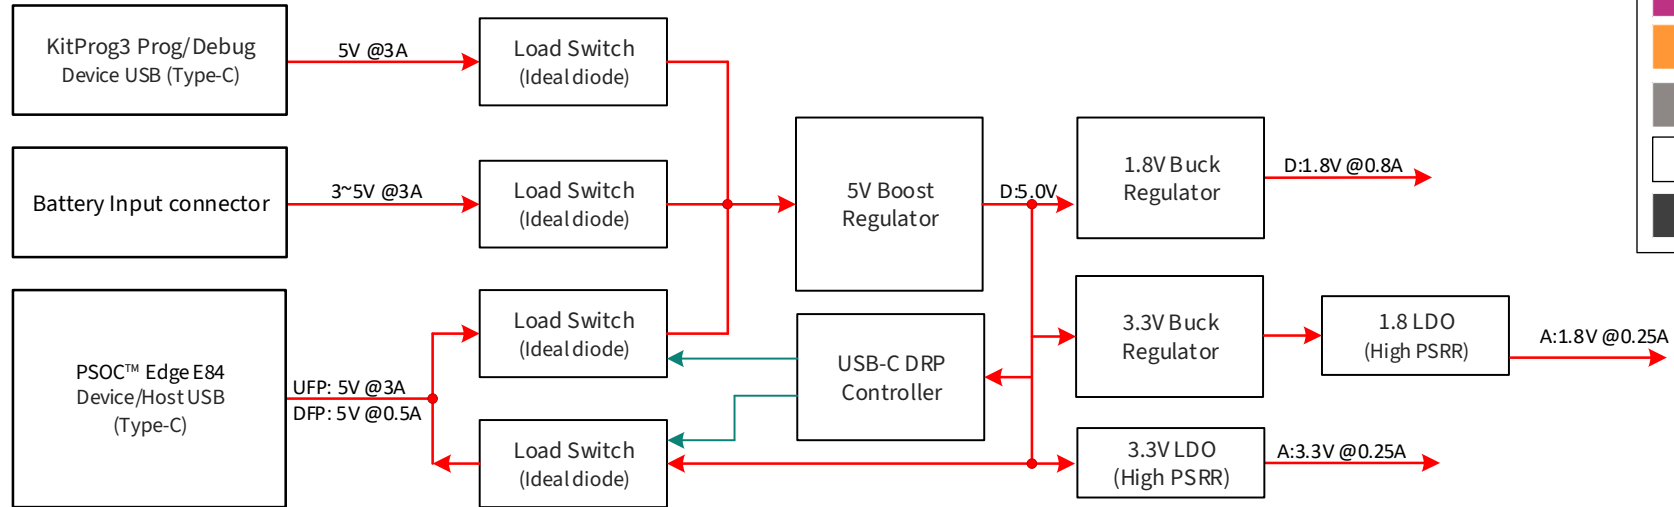 KitProg3 Prog/Debug
Device USB (Type-C)
5V @3A
Load Switch
(Ideal diode)
Battery Input connector
3~5V @3A
Load Switch
(Ideal diode)
5V Boost
Regulator
D:5.0V
1.8V Buck
Regulator
D:1.8V @0.8A
PSOC™ Edge E84
Device/Host USB
(Type-C)
UFP: 5V @3A
DFP: 5V @0.5A
Load Switch
(Ideal diode)
Load Switch
(Ideal diode)
USB-C DRP
Controller
3.3V Buck
Regulator
1.8 LDO
(High PSRR)
A:1.8V @0.25A
3.3V LDO
(High PSRR)
A:3.3V @0.25A